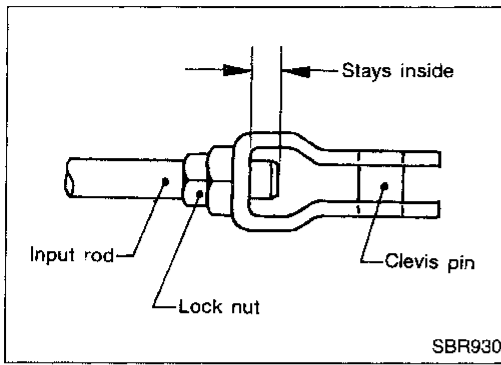 Stays inside
Input rod
Clevis pin
Lock nut
SBR930